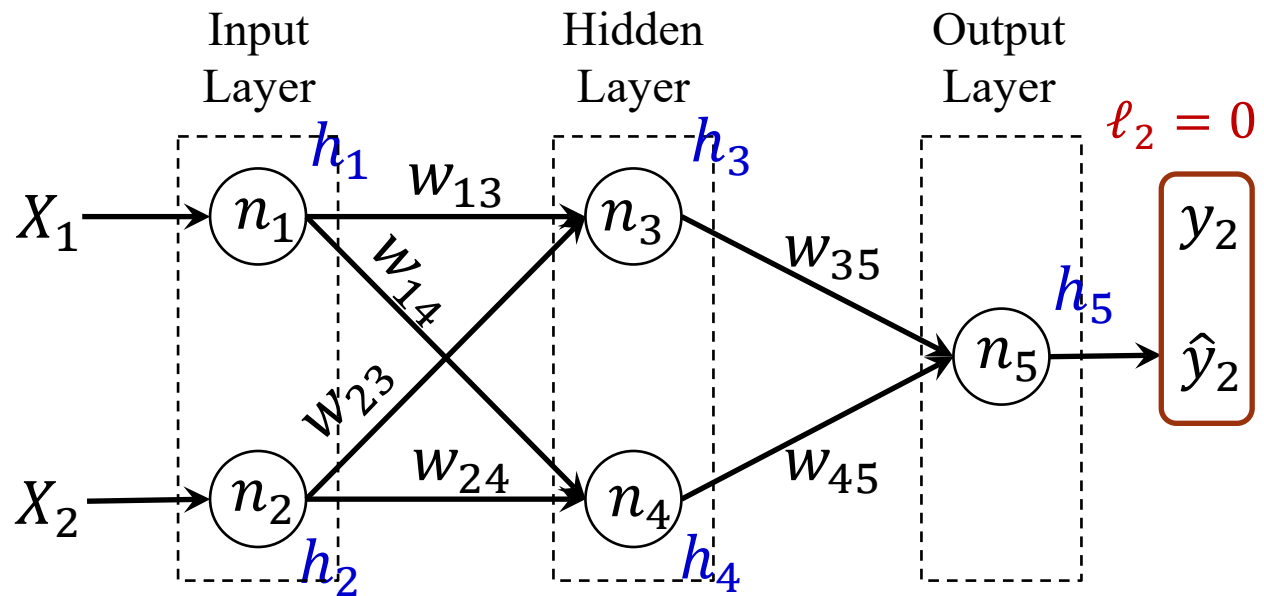 Input
Layer
Hidden
Layer
Output
Layer
ℓ₂ = 0
h₁
h₃
X₁
n₁
w₁₃
n₃
y₂
w₁₄
w₃₅
h₅
n₅
ŷ₂
w₂₃
X₂
n₂
w₂₄
n₄
w₄₅
h₂
h₄